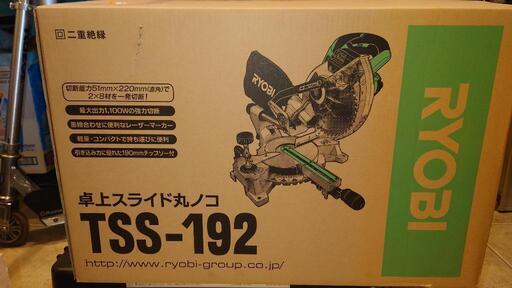 回二重絶縁
切断能力51mm×220mm(直角)で
2×8材を一発切断!
最大出力1,100Wの強力切断
墨線合わせに便利なレーザーマーカー
軽量・コンパクトで持ち運びに便利
引き込み力に優れた190mmチップソー付
RYOBI
RYOBI
卓上スライド丸ノコ
TSS-192
http://www.ryobi-group.co.jp/